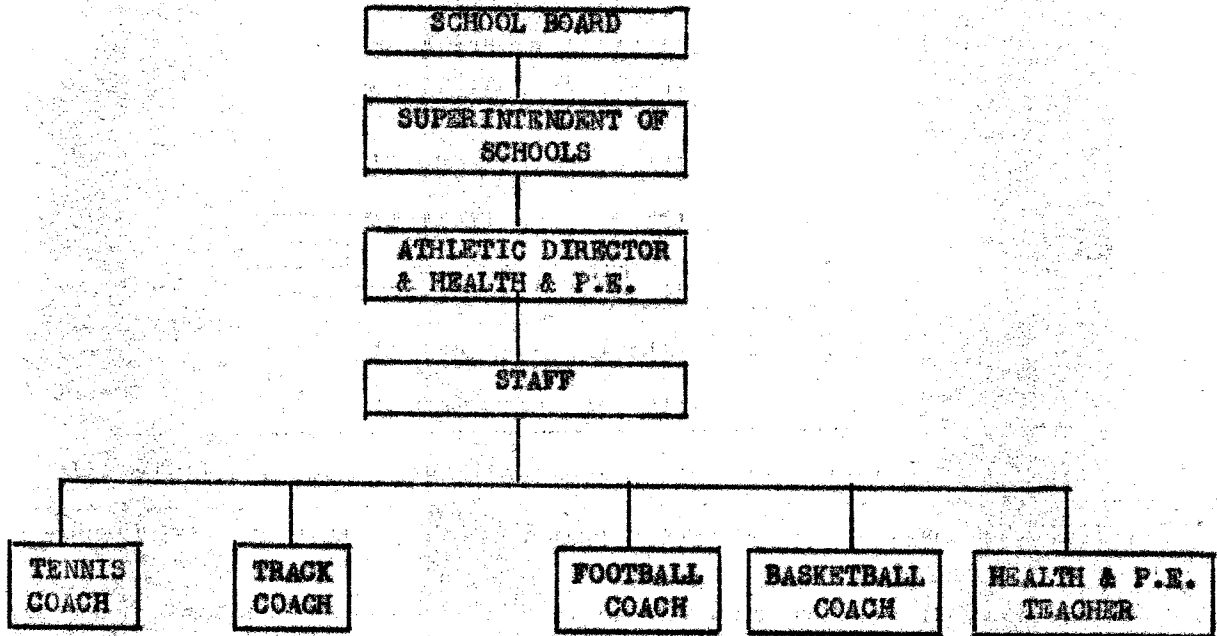 SCHOOL BOARD
SUPERINTENDENT OF
SCHOOLS
ATHLETIC DIRECTOR
& HEALTH & P.E.
STAFF
TENNIS
COACH
TRACK
COACH
FOOTBALL
COACH
BASKETBALL
COACH
HEALTH & P.E.
TEACHER